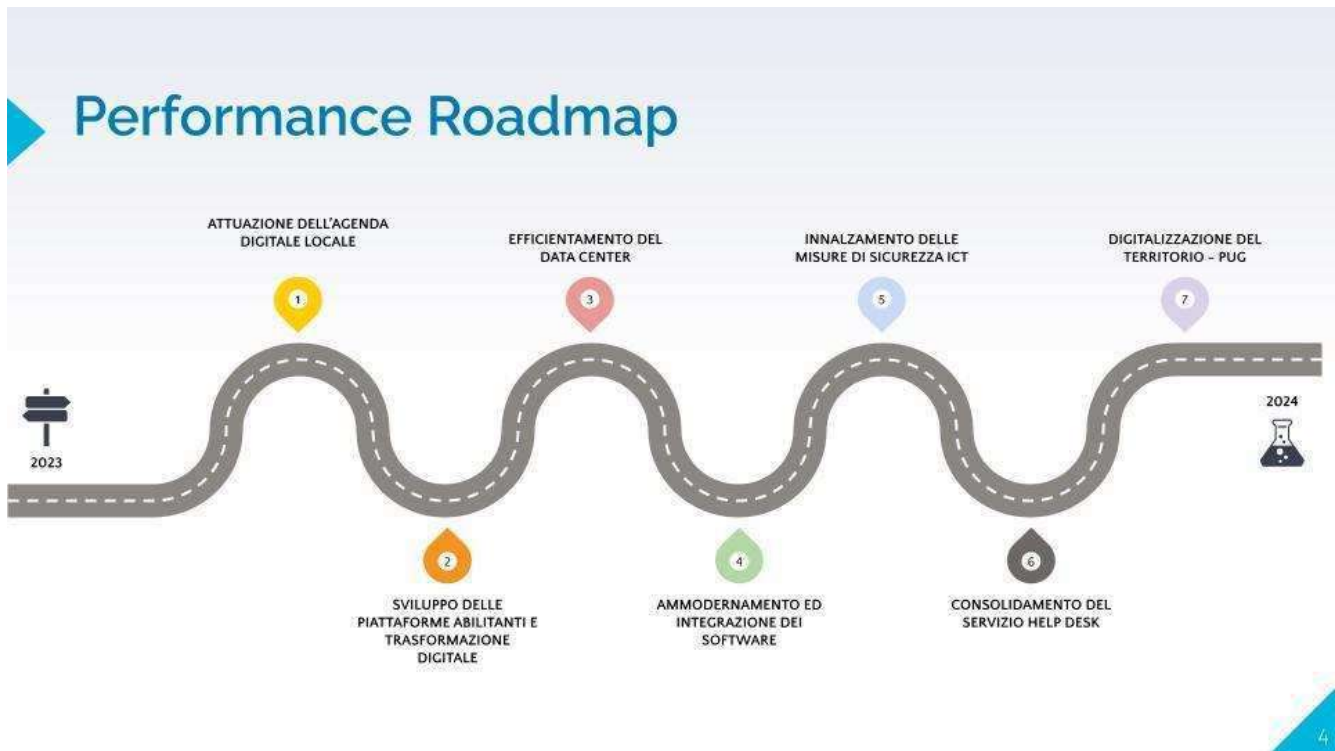 Performance Roadmap
ATTUAZIONE DELL'AGENDA
DIGITALE LOCALE
1
2023
2
SVILUPPO DELLE
PIATTAFORME ABILITANTI E
TRASFORMAZIONE
DIGITALE
EFFICIENTAMENTO DEL
DATA CENTER
3
4
AMMODERNAMENTO ED
INTEGRAZIONE DEI
SOFTWARE
INNALZAMENTO DELLE
MISURE DI SICUREZZA ICT
5
6
CONSOLIDAMENTO DEL
SERVIZIO HELP DESK
DIGITALIZZAZIONE DEL
TERRITORIO - PUG
7
2024
4